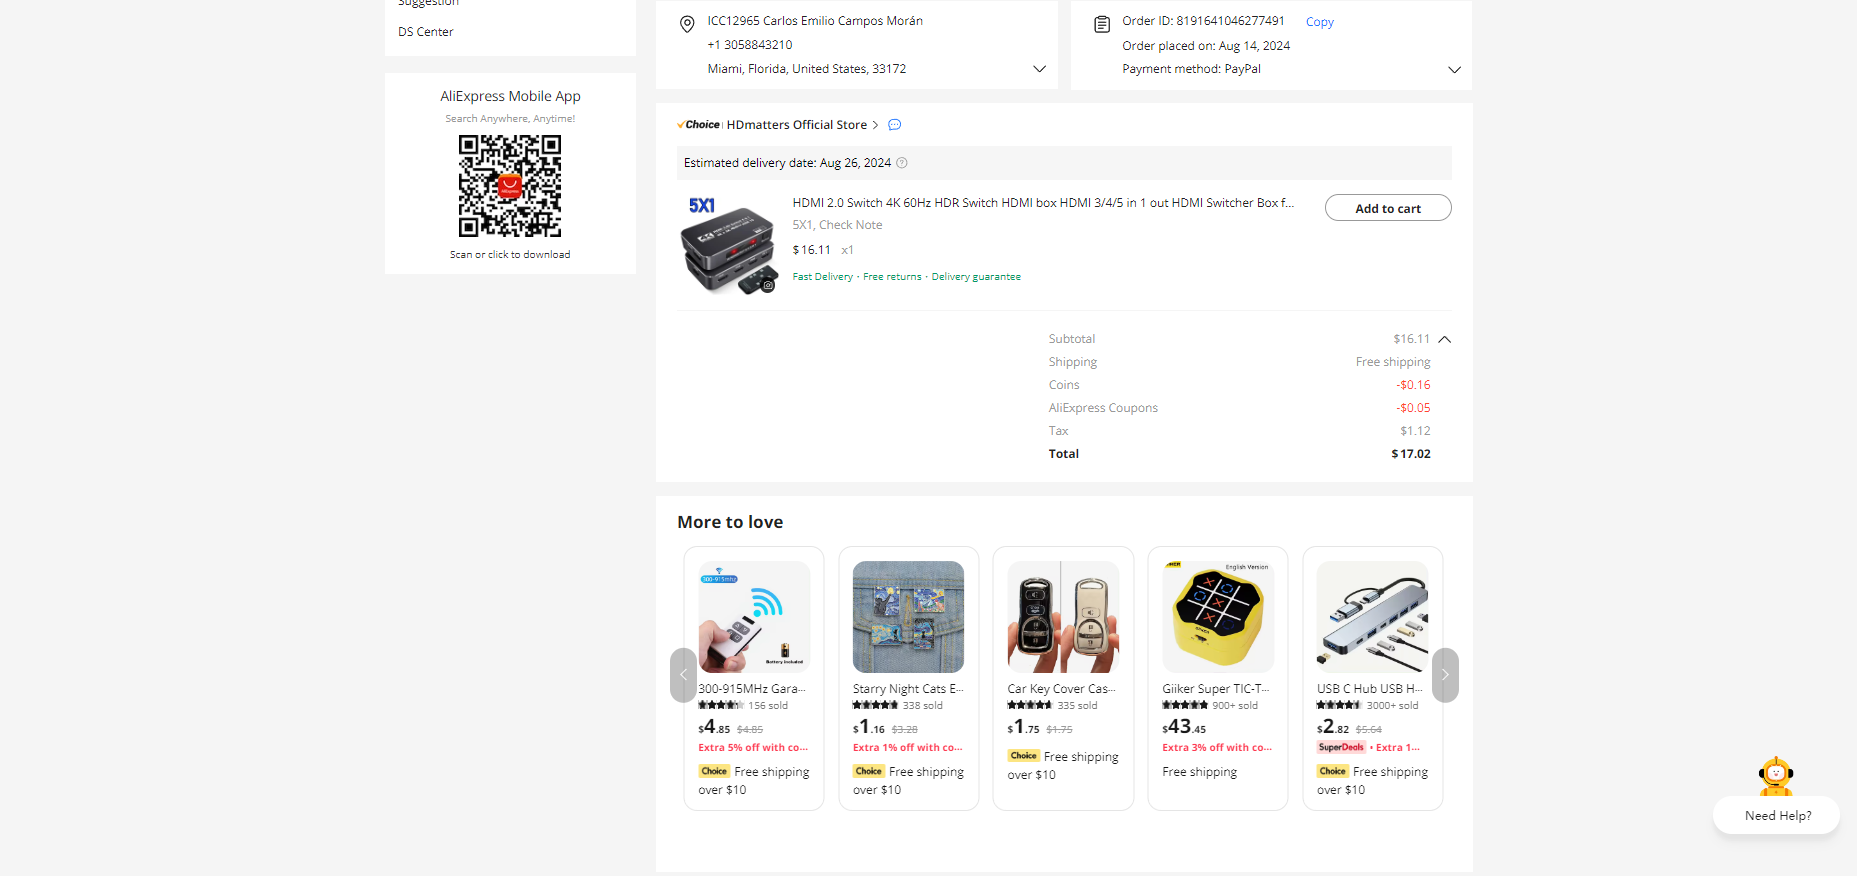 Suggestion
DS Center
AliExpress Mobile App
Search Anywhere, Anytime!
AliExpress
Scan or click to download
ICC12965 Carlos Emilio Campos Morán
+1 3058843210
Miami, Florida, United States, 33172
Order ID: 8191641046277491 Copy
Order placed on: Aug 14, 2024
Payment method: PayPal
Choice HDmatters Official Store
Estimated delivery date: Aug 26, 2024
5X1
HDMI 2.0 Switch 4K 60Hz HDR Switch HDMI box HDMI 3/4/5 in 1 out HDMI Switcher Box f...
5X1, Check Note
$16.11 x1
Fast Delivery · Free returns · Delivery guarantee
Add to cart
Subtotal $16.11
Shipping Free shipping
Coins -$0.16
AliExpress Coupons -$0.05
Tax $1.12
Total $17.02
More to love
300-915mhz
Battery included
300-915MHz Gara...
156 sold
$4.85 $4.85
Extra 5% off with co...
Choice Free shipping
over $10
Starry Night Cats E...
338 sold
$1.16 $3.28
Extra 1% off with co...
Choice Free shipping
over $10
Car Key Cover Cas...
335 sold
$1.75 $1.75
Choice Free shipping
over $10
English Version
Giiker Super TIC-T...
900+ sold
$43.45
Extra 3% off with co...
Free shipping
USB C Hub USB H...
3000+ sold
$2.82 $5.64
SuperDeals • Extra 1...
Choice Free shipping
over $10
Need Help?